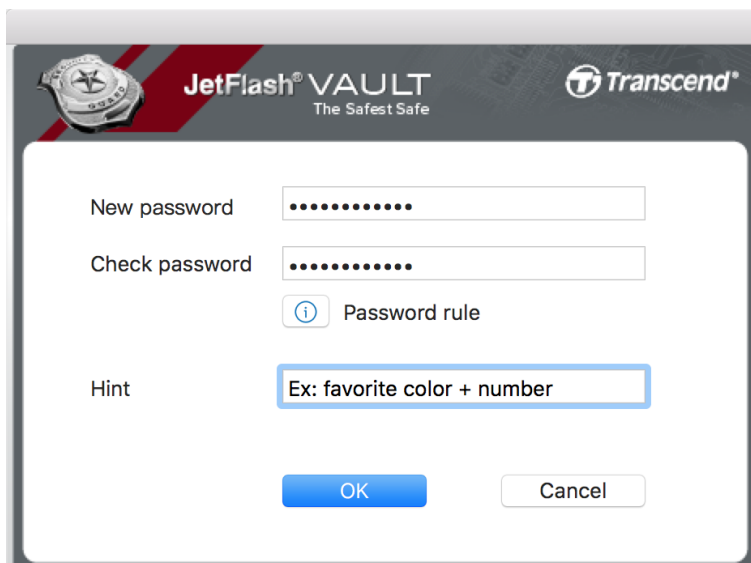 JetFlash® VAULT
The Safest Safe
Transcend®
New password ••••••••••••
Check password ••••••••••••
Password rule
Hint Ex: favorite color + number
OK Cancel